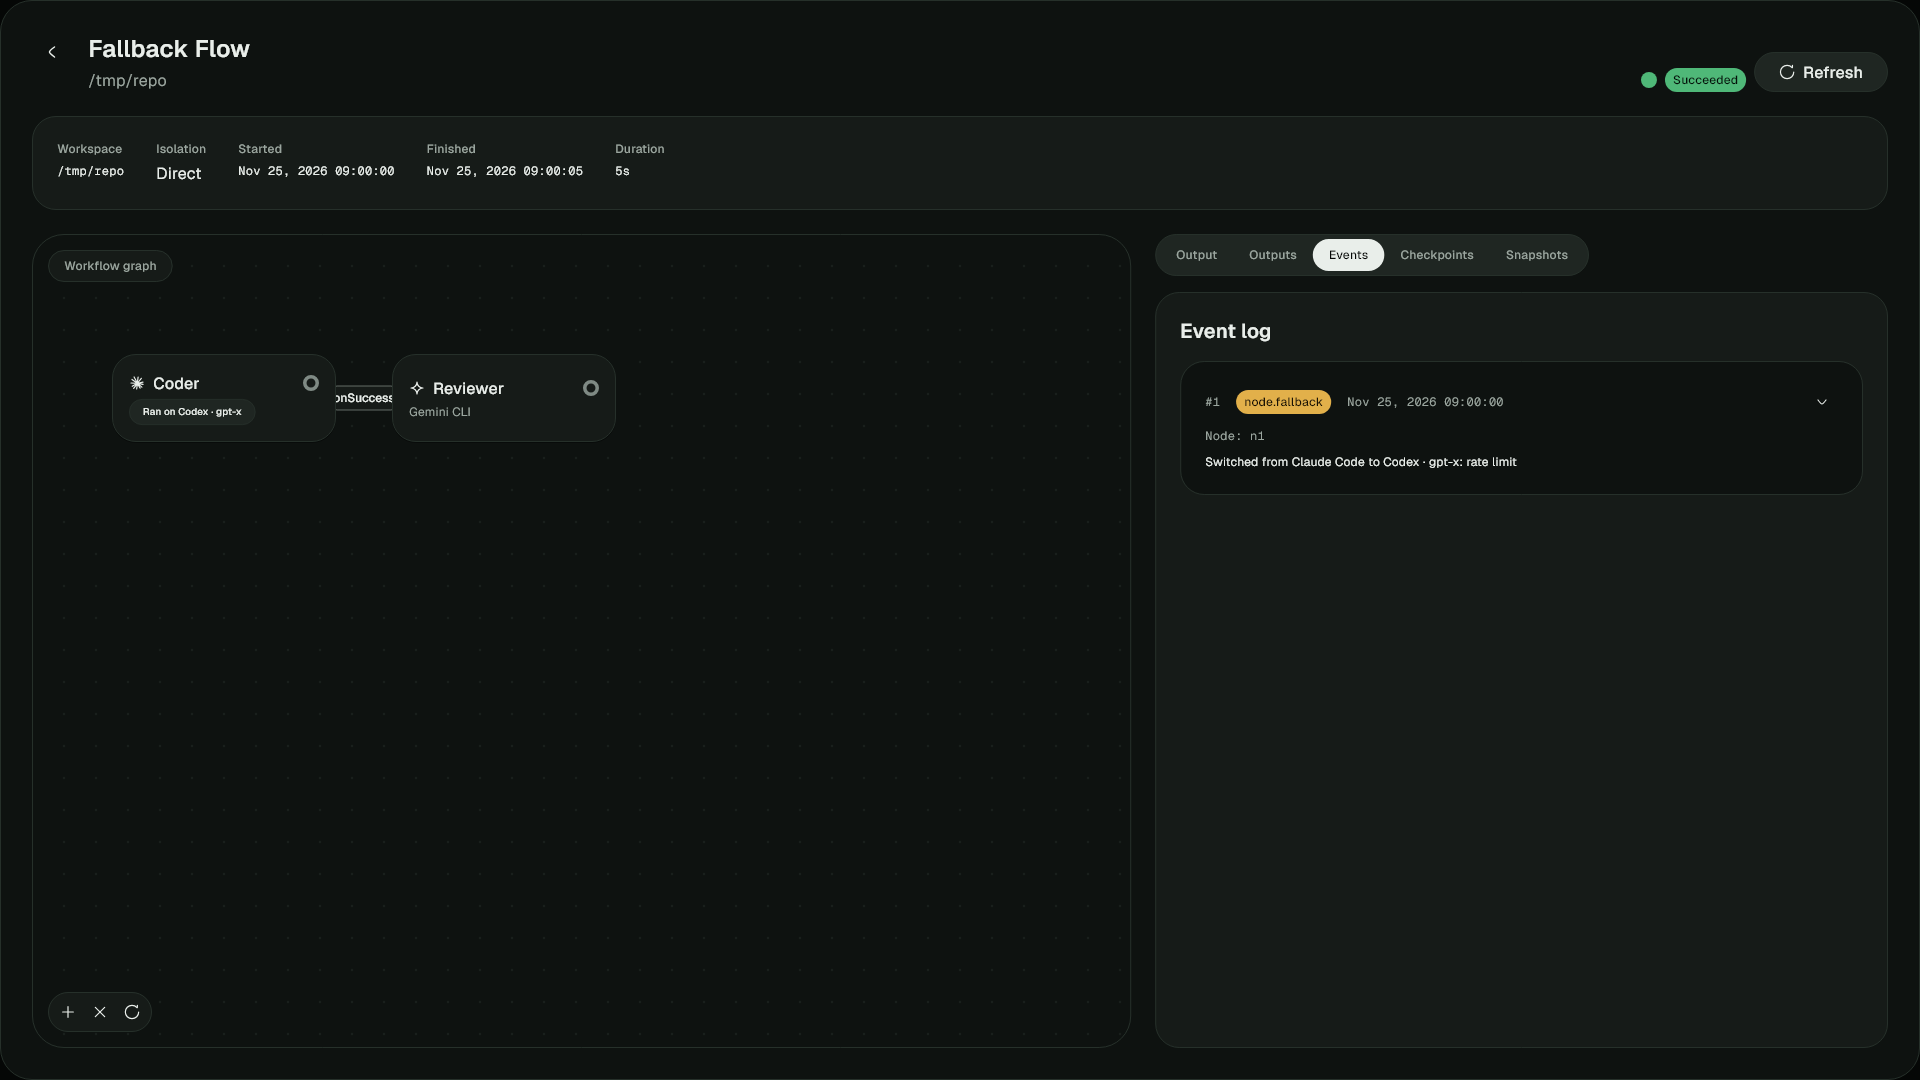 Fallback Flow
/tmp/repo
Succeeded
Refresh
Workspace
/tmp/repo
Isolation
Direct
Started
Nov 25, 2026 09:00:00
Finished
Nov 25, 2026 09:00:05
Duration
5s
Workflow graph
Coder
Ran on Codex · gpt-x
onSuccess
Reviewer
Gemini CLI
Output
Outputs
Events
Checkpoints
Snapshots
Event log
#1
node.fallback
Nov 25, 2026 09:00:00
Node: n1
Switched from Claude Code to Codex · gpt-x: rate limit